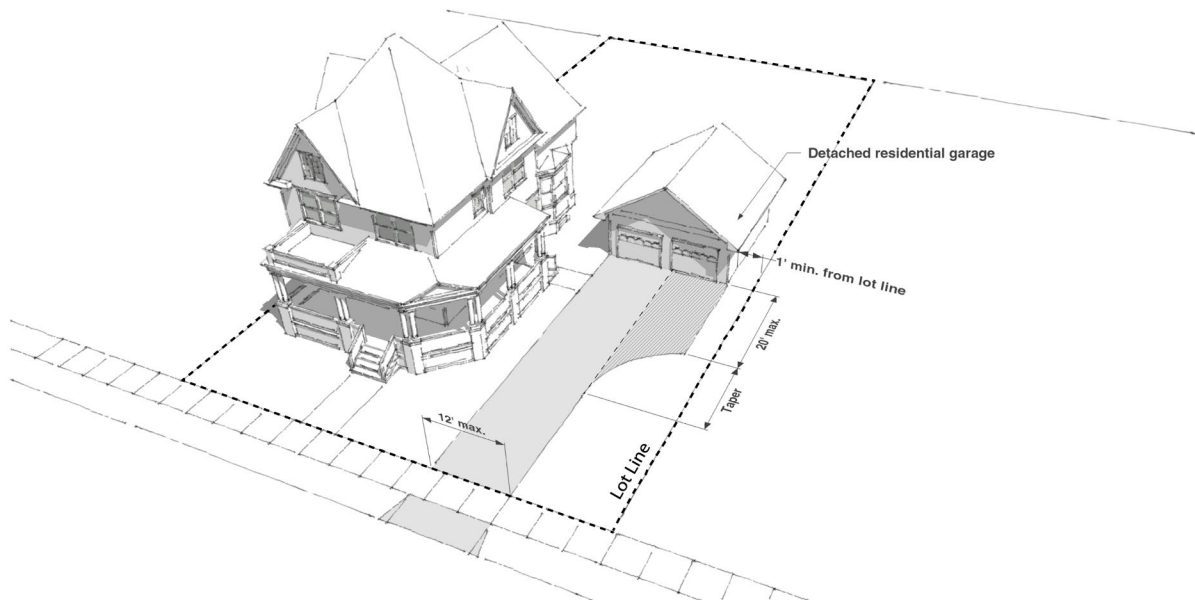 Detached residential garage
1' min. from lot line
20' max.
Taper
12' max.
Lot Line